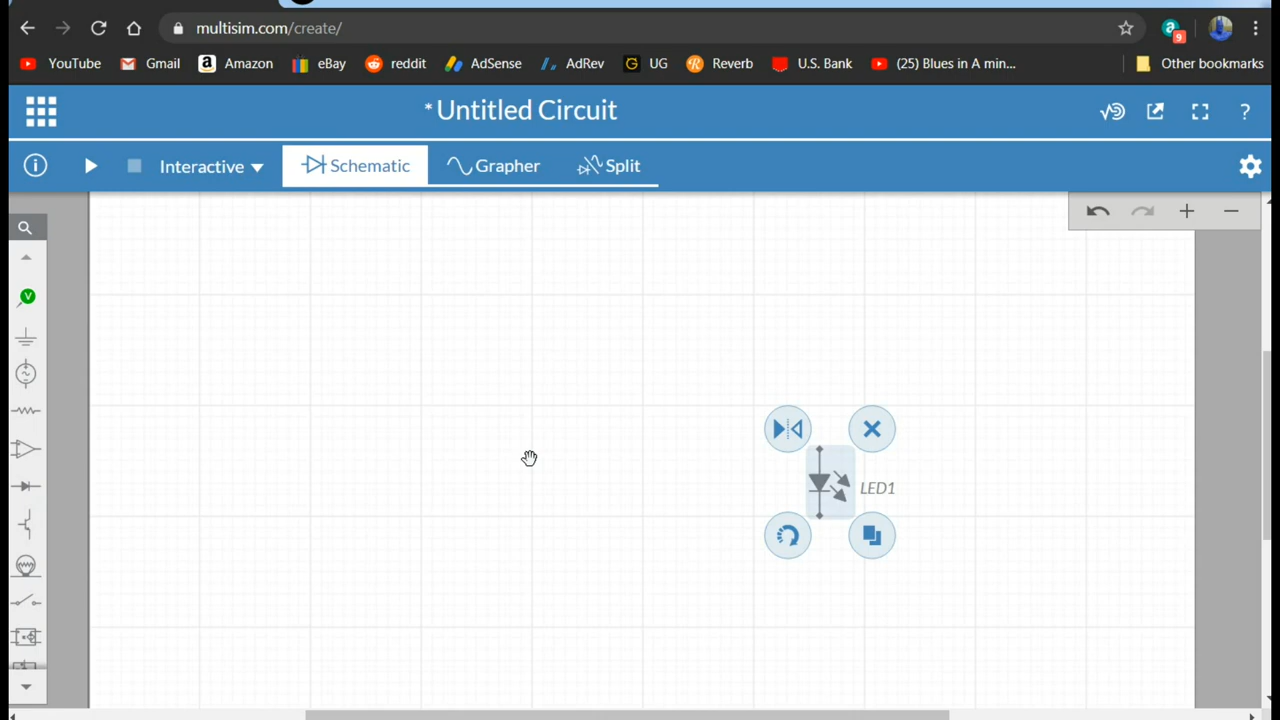 multisim.com/create/
9
YouTube Gmail Amazon eBay reddit AdSense AdRev UG Reverb U.S. Bank (25) Blues in A min... Other bookmarks
* Untitled Circuit ?
Interactive Schematic Grapher Split
V
LED1